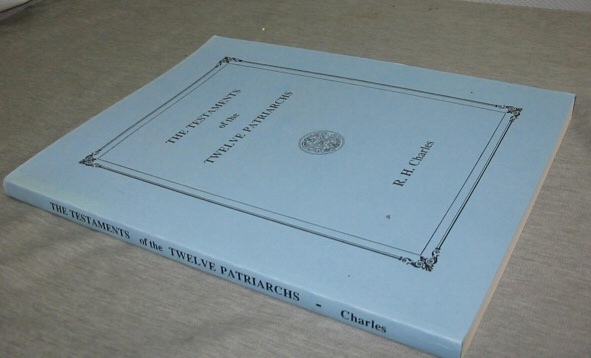 THE TESTAMENTS
of the
TWELVE PATRIARCHS
R. H. Charles
THE TESTAMENTS of the TWELVE PATRIARCHS - Charles